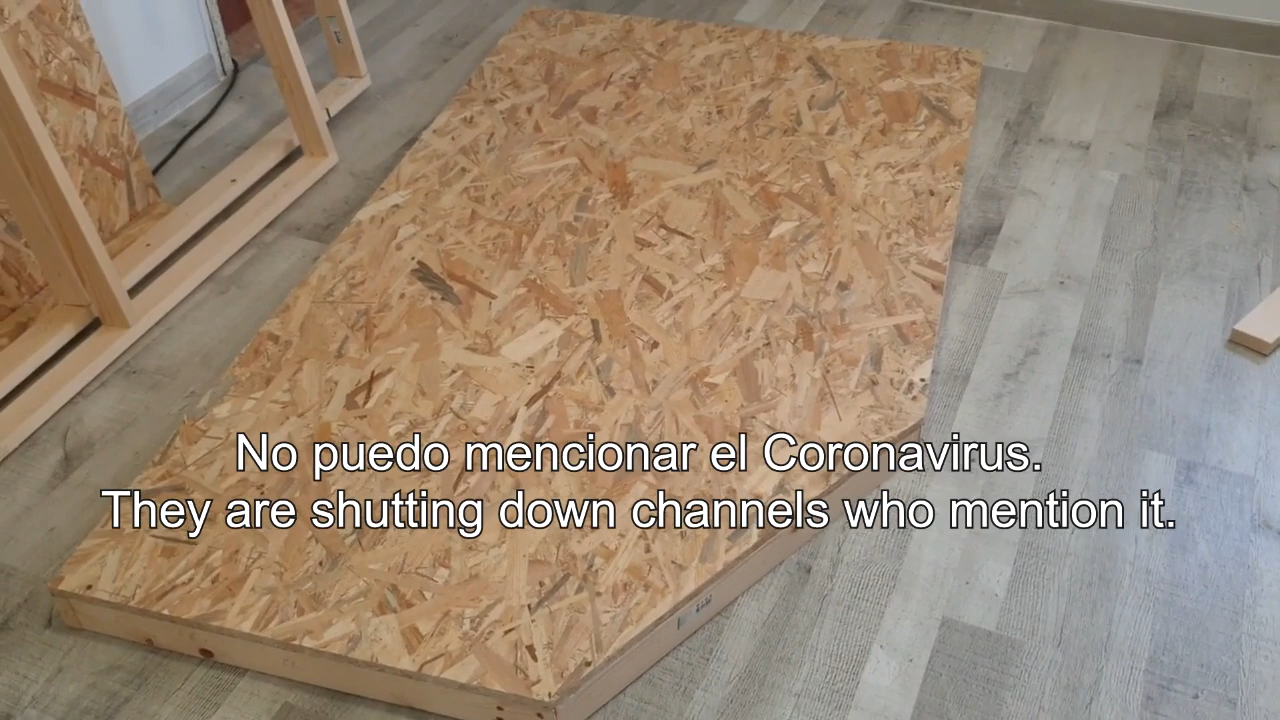 No puedo mencionar el Coronavirus.
They are shutting down channels who mention it.